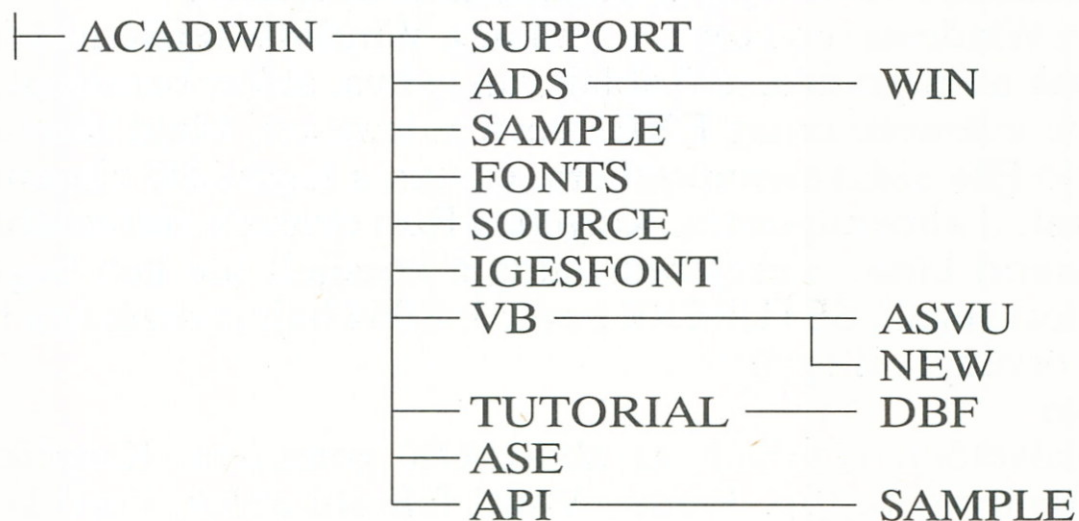 ACADWIN SUPPORT
ADS WIN
SAMPLE
FONTS
SOURCE
IGESFONT
VB ASVU
NEW
TUTORIAL DBF
ASE
API SAMPLE